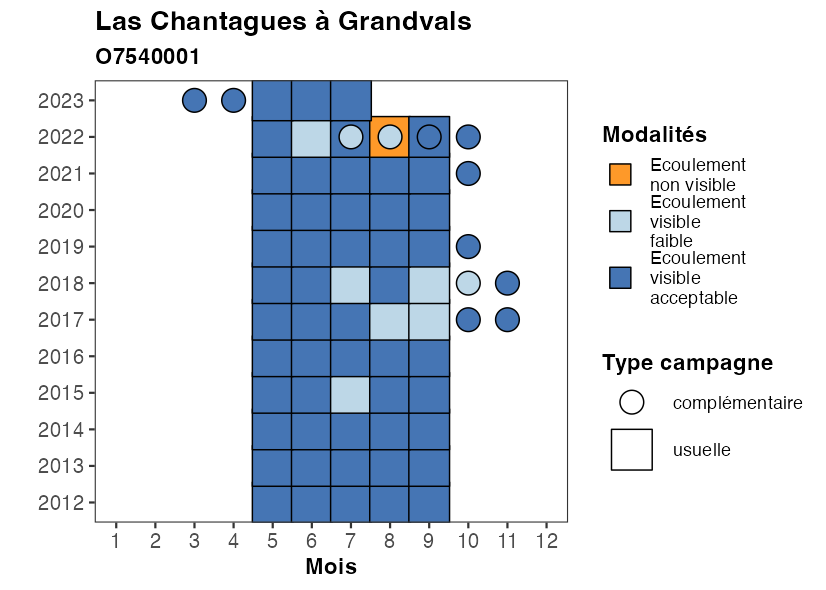 Las Chantagues à Grandvals
O7540001
2023
2022
2021
2020
2019
2018
2017
2016
2015
2014
2013
2012
1 2 3 4 5 6 7 8 9 10 11 12
Mois
Modalités
Ecoulement
non visible
Ecoulement
visible
faible
Ecoulement
visible
acceptable
Type campagne
complémentaire
usuelle